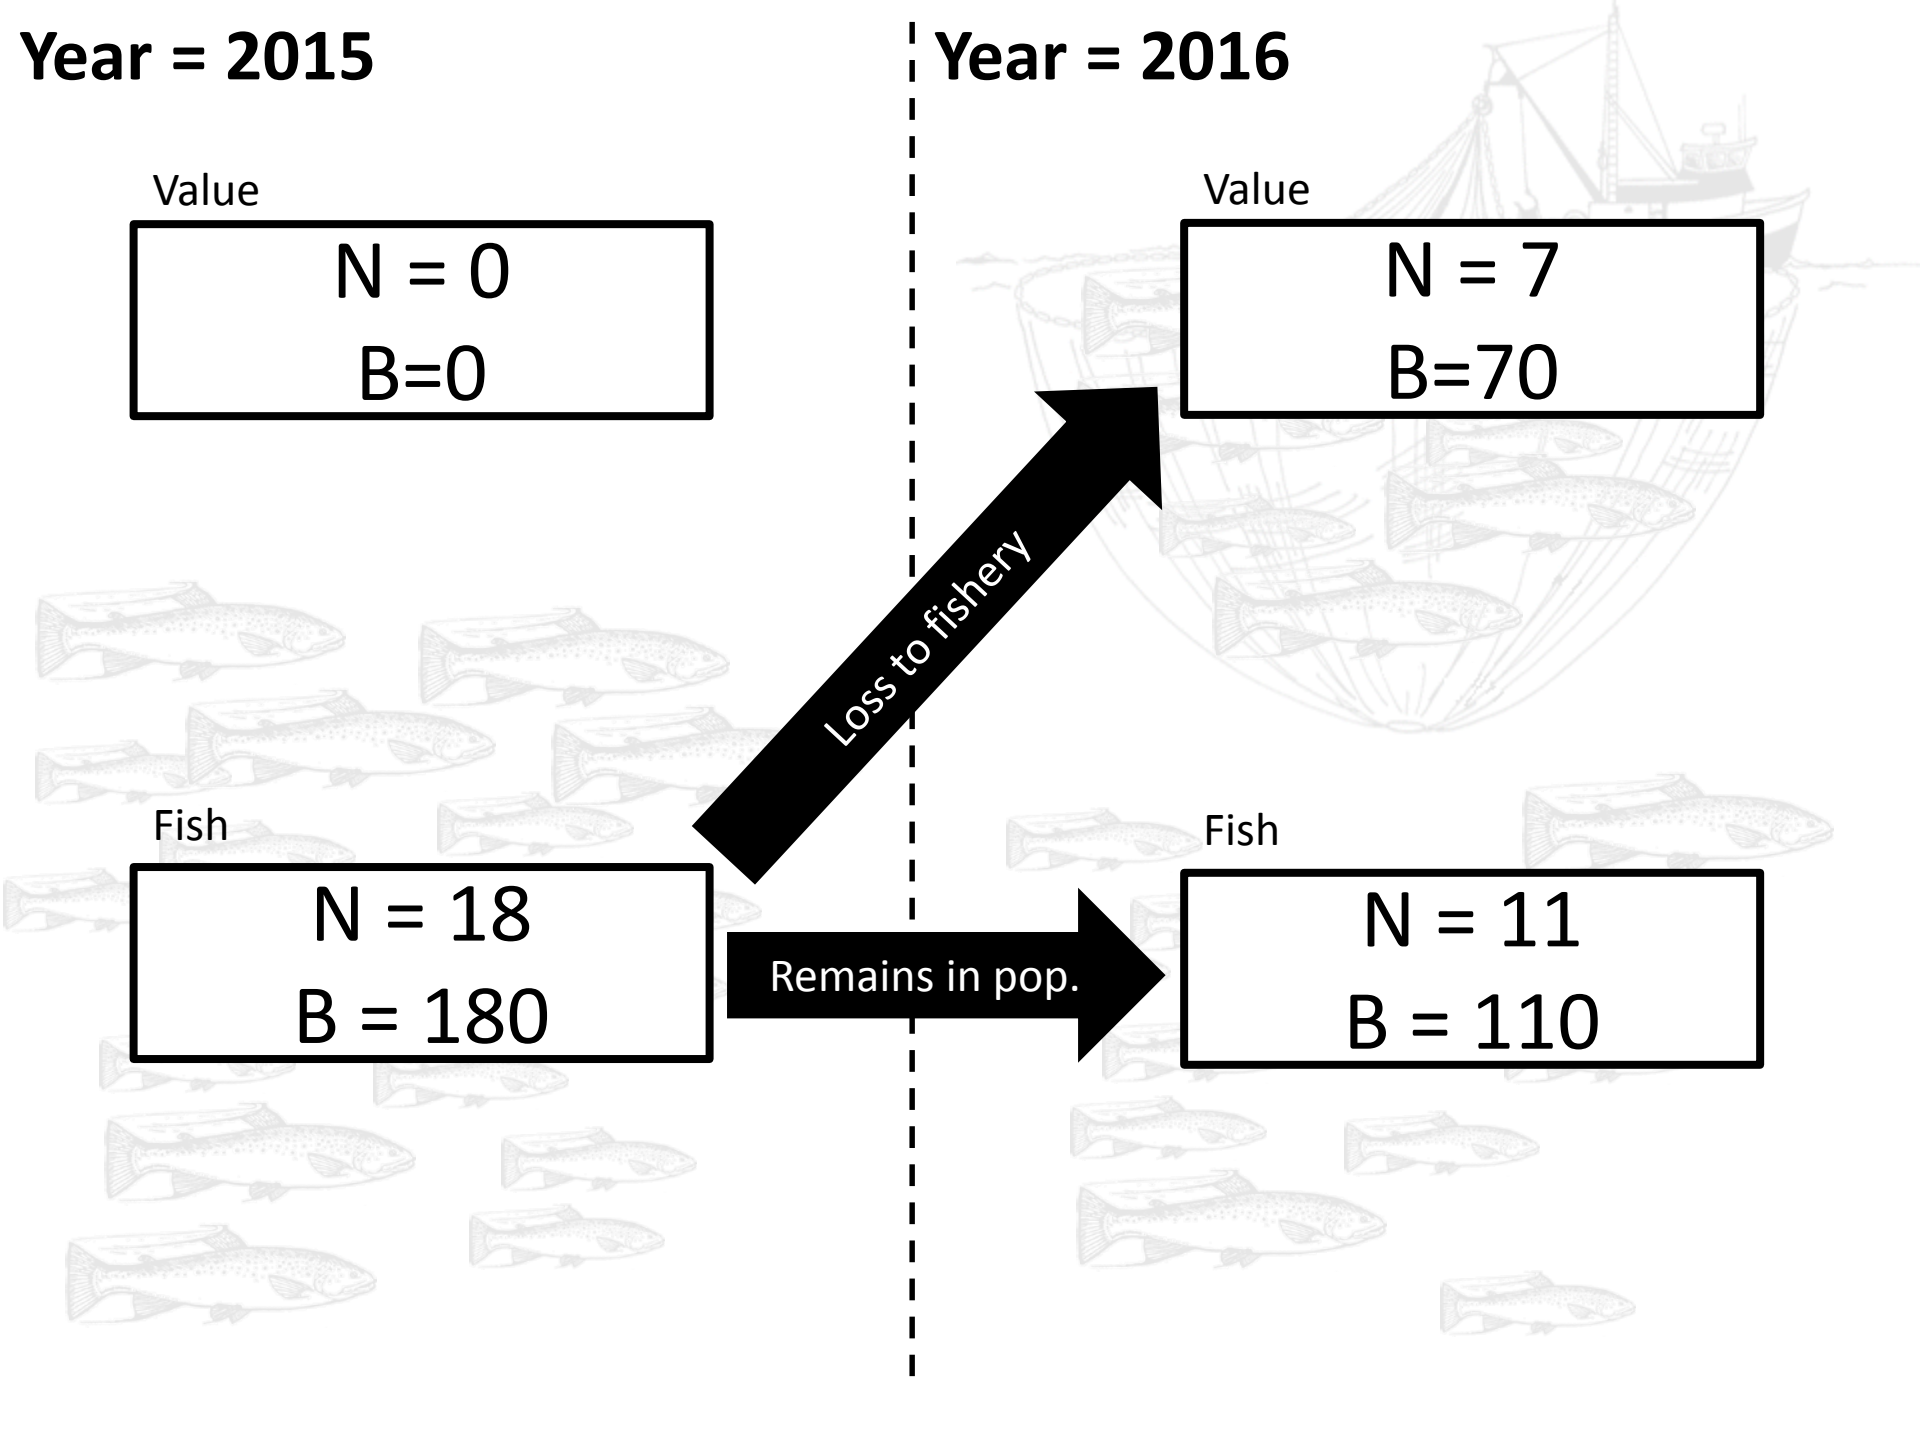 Year = 2015
Value
N = 0
B=0
Fish
N = 18
B = 180
Loss to fishery
Remains in pop.
Year = 2016
Value
N = 7
B=70
Fish
N = 11
B = 110